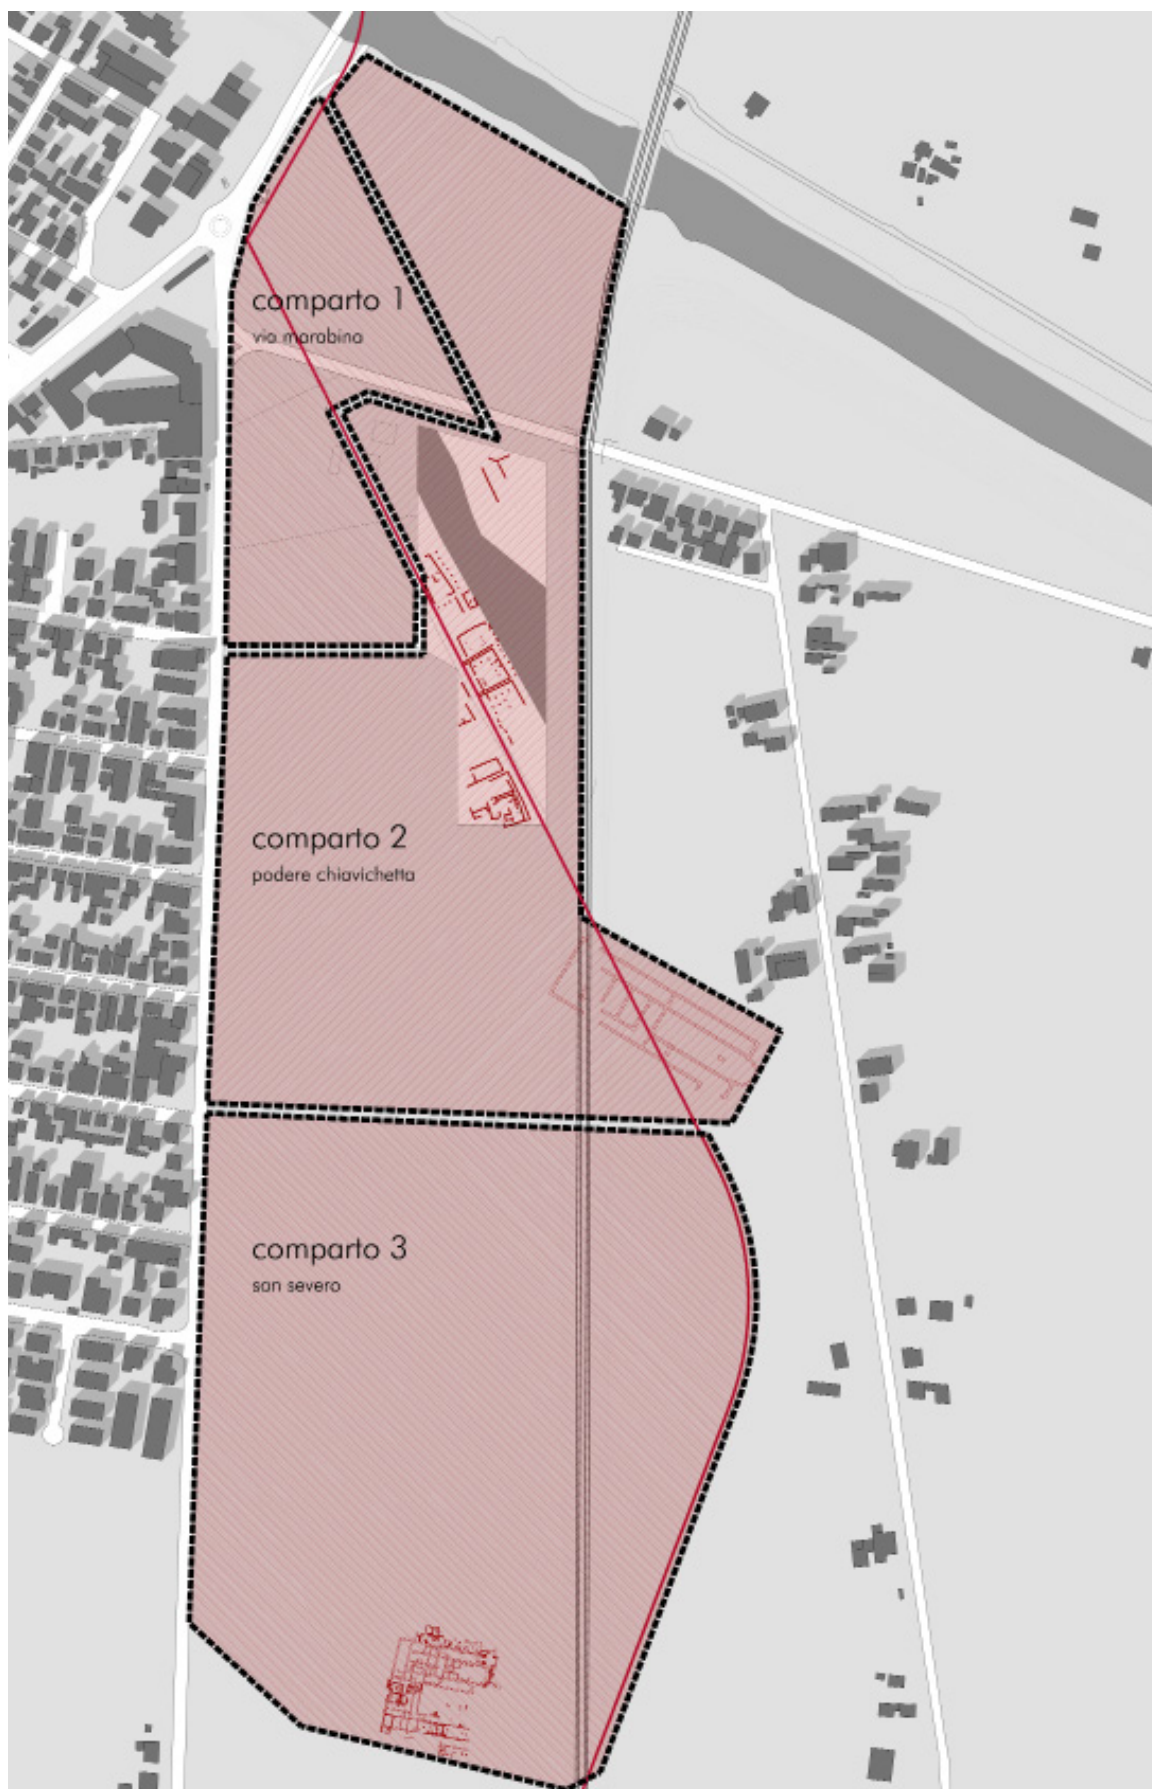 comparto 1
via marabina
comparto 2
podere chiavichetta
comparto 3
san severo